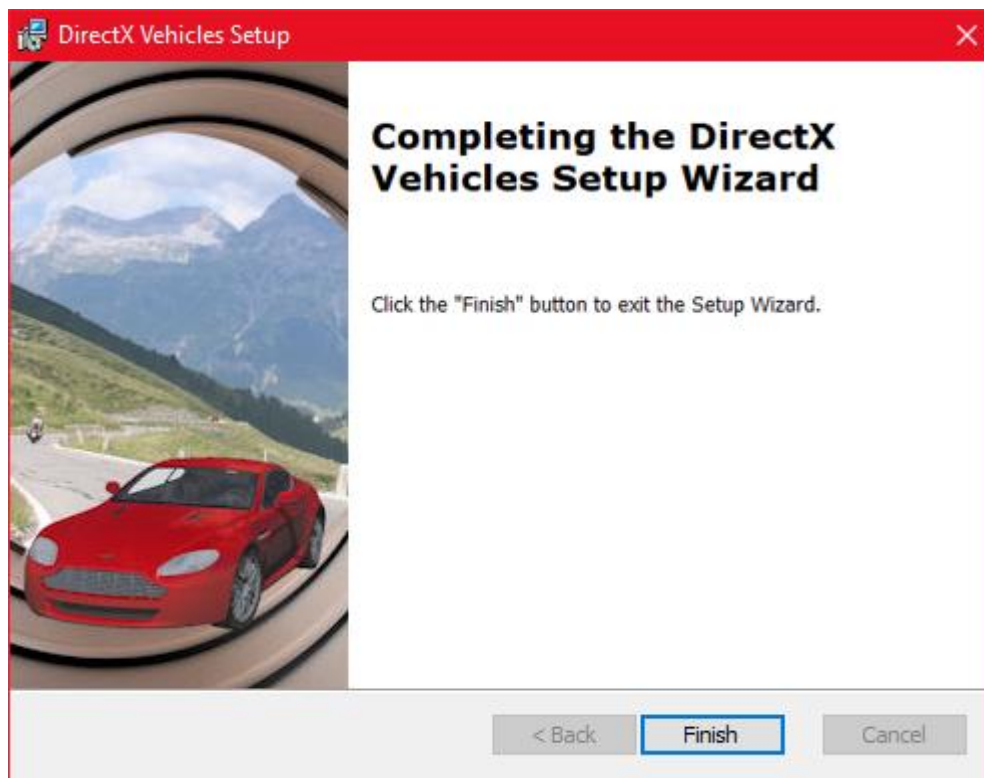 DirectX Vehicles Setup
Completing the DirectX
Vehicles Setup Wizard
Click the "Finish" button to exit the Setup Wizard.
< Back
Finish
Cancel